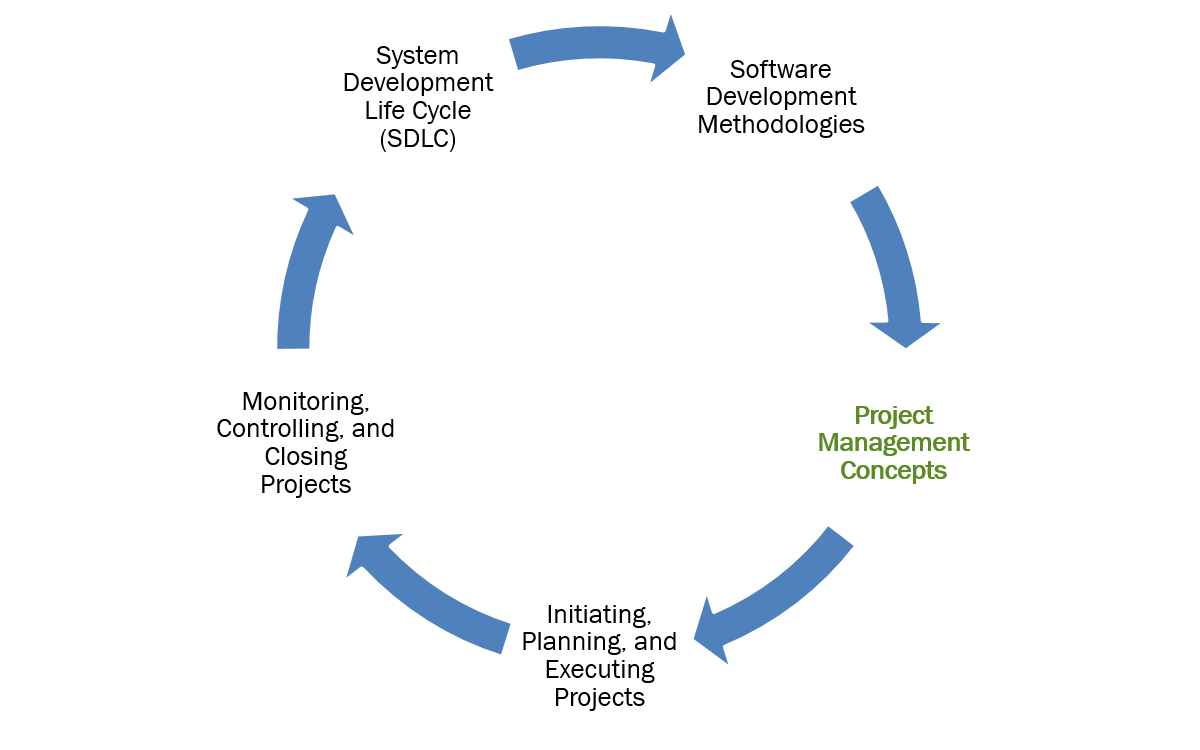 System
Development
Life Cycle
(SDLC)
Software
Development
Methodologies
Project
Management
Concepts
Initiating,
Planning, and
Executing
Projects
Monitoring,
Controlling, and
Closing
Projects